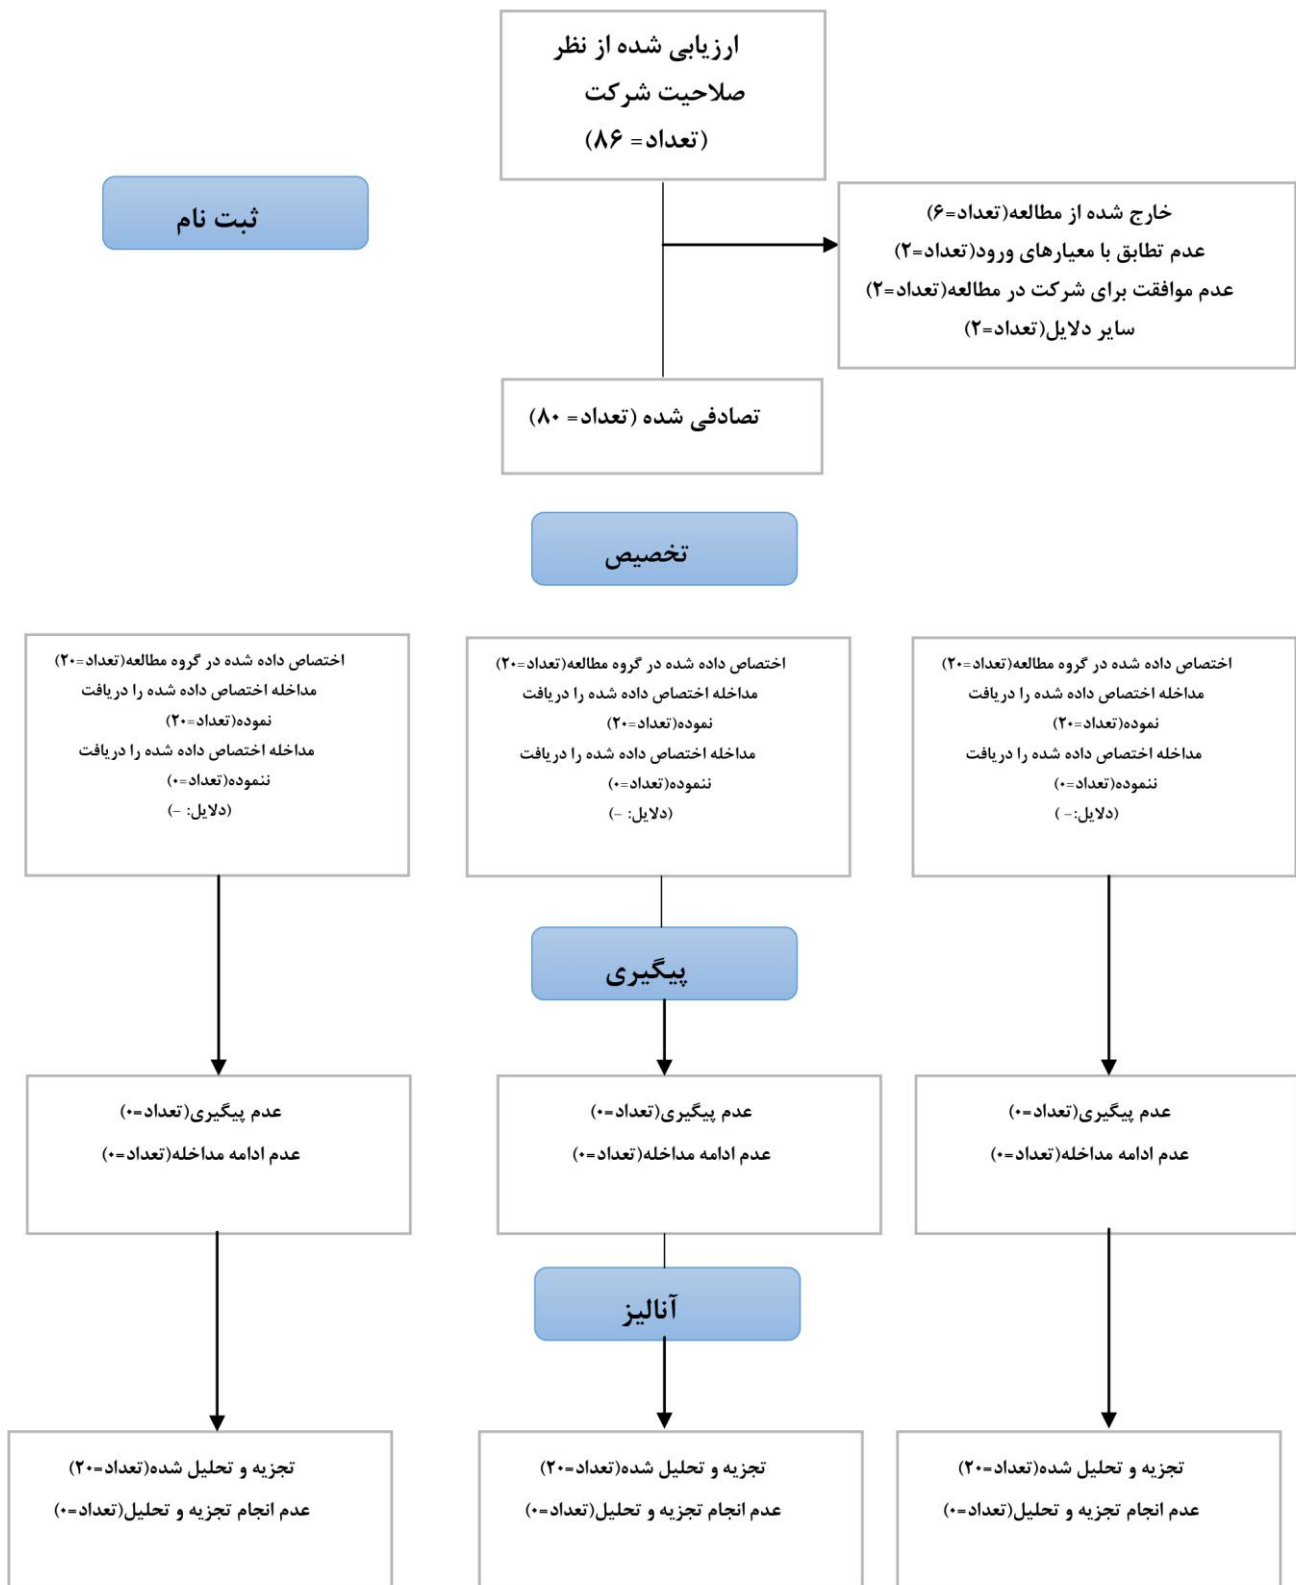 ارزیابی شده از نظر
صلاحیت شرکت
(تعداد= ۸۶)
ثبت نام
خارج شده از مطالعه(تعداد=۶)
عدم تطابق با معیارهای ورود(تعداد=۲)
عدم موافقت برای شرکت در مطالعه(تعداد=۲)
سایر دلایل(تعداد=۲)
تصادفی شده (تعداد= ۸۰)
تخصیص
اختصاص داده شده در گروه مطالعه(تعداد=۲۰)
مداخله اختصاص داده شده را دریافت
نموده(تعداد=۲۰)
مداخله اختصاص داده شده را دریافت
ننموده(تعداد=۰)
(دلایل:- )
اختصاص داده شده در گروه مطالعه(تعداد=۲۰)
مداخله اختصاص داده شده را دریافت
نموده(تعداد=۲۰)
مداخله اختصاص داده شده را دریافت
ننموده(تعداد=۰)
(دلایل: -)
اختصاص داده شده در گروه مطالعه(تعداد=۲۰)
مداخله اختصاص داده شده را دریافت
نموده(تعداد=۲۰)
مداخله اختصاص داده شده را دریافت
ننموده(تعداد=۰)
(دلایل: -)
پیگیری
عدم پیگیری(تعداد=۰)
عدم ادامه مداخله(تعداد=۰)
عدم پیگیری(تعداد=۰)
عدم ادامه مداخله(تعداد=۰)
عدم پیگیری(تعداد=۰)
عدم ادامه مداخله(تعداد=۰)
آنالیز
تجزیه و تحلیل شده(تعداد=۲۰)
عدم انجام تجزیه و تحلیل(تعداد=۰)
تجزیه و تحلیل شده(تعداد=۲۰)
عدم انجام تجزیه و تحلیل(تعداد=۰)
تجزیه و تحلیل شده(تعداد=۲۰)
عدم انجام تجزیه و تحلیل(تعداد=۰)